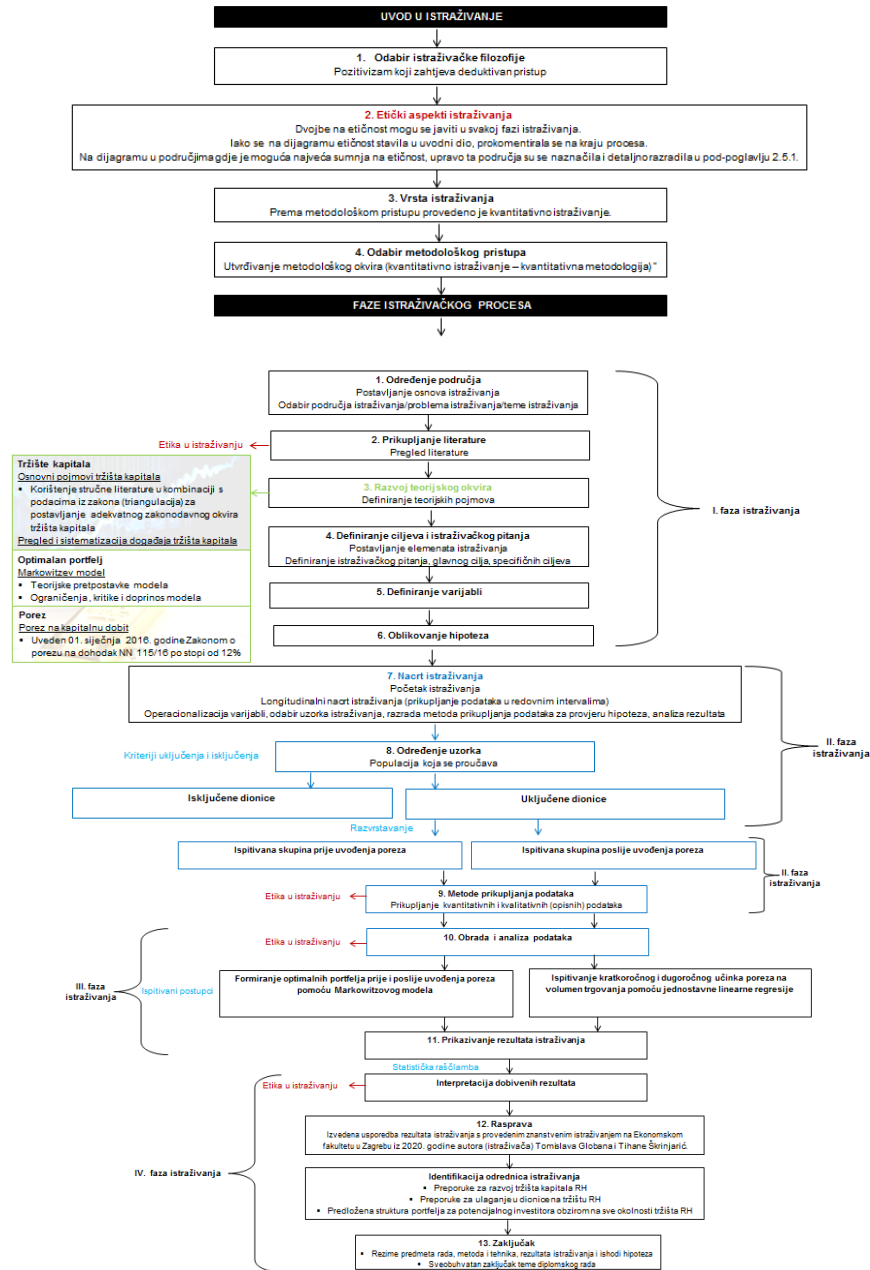 UVOD U ISTRAŽIVANJE
1. Odabir istraživačke filozofije
Pozitivizam koji zahtjeva deduktivan pristup
2. Etički aspekti istraživanja
Dvojbe na etičnost mogu se javiti u svakoj fazi istraživanja.
Iako se na dijagramu etičnost stavila u uvodni dio, prokomentirala se na kraju procesa.
Na dijagramu u područjima gdje je moguća najveća sumnja na etičnost, upravo ta područja su se naznačila i detaljno razradila u pod-poglavlju 2.5.1.
3. Vrsta istraživanja
Prema metodološkom pristupu provedeno je kvantitativno istraživanje.
4. Odabir metodološkog pristupa
Utvrđivanje metodološkog okvira (kvantitativno istraživanje – kvantitativna metodologija) “
FAZE ISTRAŽIVAČKOG PROCESA
1. Određenje područja
Postavljanje osnova istraživanja
Odabir područja istraživanja/problema istraživanja/teme istraživanja
Etika u istraživanju
2. Prikupljanje literature
Pregled literature
Tržište kapitala
Osnovni pojmovi tržišta kapitala
▪ Korištenje stručne literature u kombinaciji s
podacima iz zakona (triangulacija) za
postavljanje adekvatnog zakonodavnog okvira
tržišta kapitala
Pregled i sistematizacija događaja tržišta kapitala
Optimalan portfelj
Markowitzev model
▪ Teorijske pretpostavke modela
▪ Ograničenja, kritike i doprinos modela
Porez
Porez na kapitalnu dobit
▪ Uveden 01. siječnja 2016. godine Zakonom o
porezu na dohodak NN 115/16 po stopi od 12%
3. Razvoj teorijskog okvira
Definiranje teorijskih pojmova
I. faza istraživanja
4. Definiranje ciljeva i istraživačkog pitanja
Postavljanje elemenata istraživanja
Definiranje istraživačkog pitanja, glavnog cilja, specifičnih ciljeva
5. Definiranje varijabli
6. Oblikovanje hipoteza
7. Nacrt istraživanja
Početak istraživanja
Longitudinalni nacrt istraživanja (prikupljanje podataka u redovnim intervalima)
Operacionalizacija varijabli, odabir uzorka istraživanja, razrada metoda prikupljanja podataka za provjeru hipoteza, analiza rezultata
II. faza
istraživanja
Kriteriji uključenja i isključenja
8. Određenje uzorka
Populacija koja se proučava
Isključene dionice
Uključene dionice
Razvrstavanje
Ispitivana skupina prije uvođenja poreza
Ispitivana skupina poslije uvođenja poreza
II. faza
istraživanja
Etika u istraživanju
9. Metode prikupljanja podataka
Prikupljanje kvantitativnih i kvalitativnih (opisnih) podataka
Etika u istraživanju
10. Obrada i analiza podataka
III. faza
istraživanja
Ispitivani postupci
Formiranje optimalnih portfelja prije i poslije uvođenja poreza
pomoću Markowitzovog modela
Ispitivanje kratkoročnog i dugoročnog učinka poreza na
volumen trgovanja pomoću jednostavne linearne regresije
11. Prikazivanje rezultata istraživanja
Statistička raščlamba
Etika u istraživanju
Interpretacija dobivenih rezultata
12. Rasprava
Izvedena usporedba rezultata istraživanja s provedenim znanstvenim istraživanjem na Ekonomskom
fakultetu u Zagrebu iz 2020. godine autora (istraživača) Tomislava Globana i Tihane Škrinjarić.
IV. faza istraživanja
Identifikacija odrednica istraživanja
▪ Preporuke za razvoj tržišta kapitala RH
▪ Preporuke za ulaganje u dionice na tržištu RH
▪ Predložena struktura portfelja za potencijalnog investitora obzirom na sve okolnosti tržišta RH
13. Zaključak
▪ Rezime predmeta rada, metoda i tehnika, rezultata istraživanja i ishodi hipoteza
▪ Sveobuhvatan zaključak teme diplomskog rada